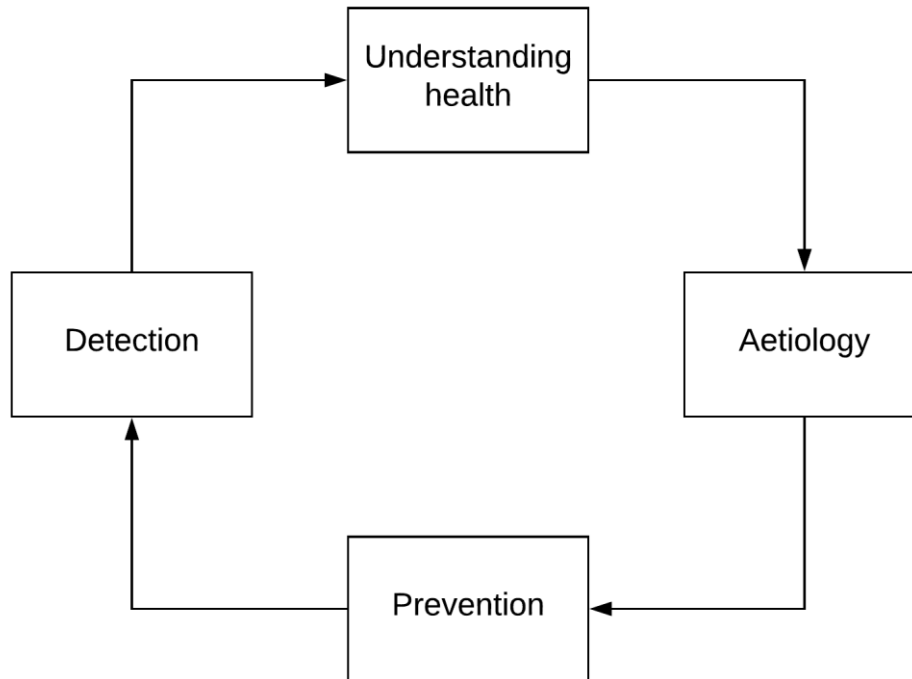 Understanding
health
Detection
Aetiology
Prevention